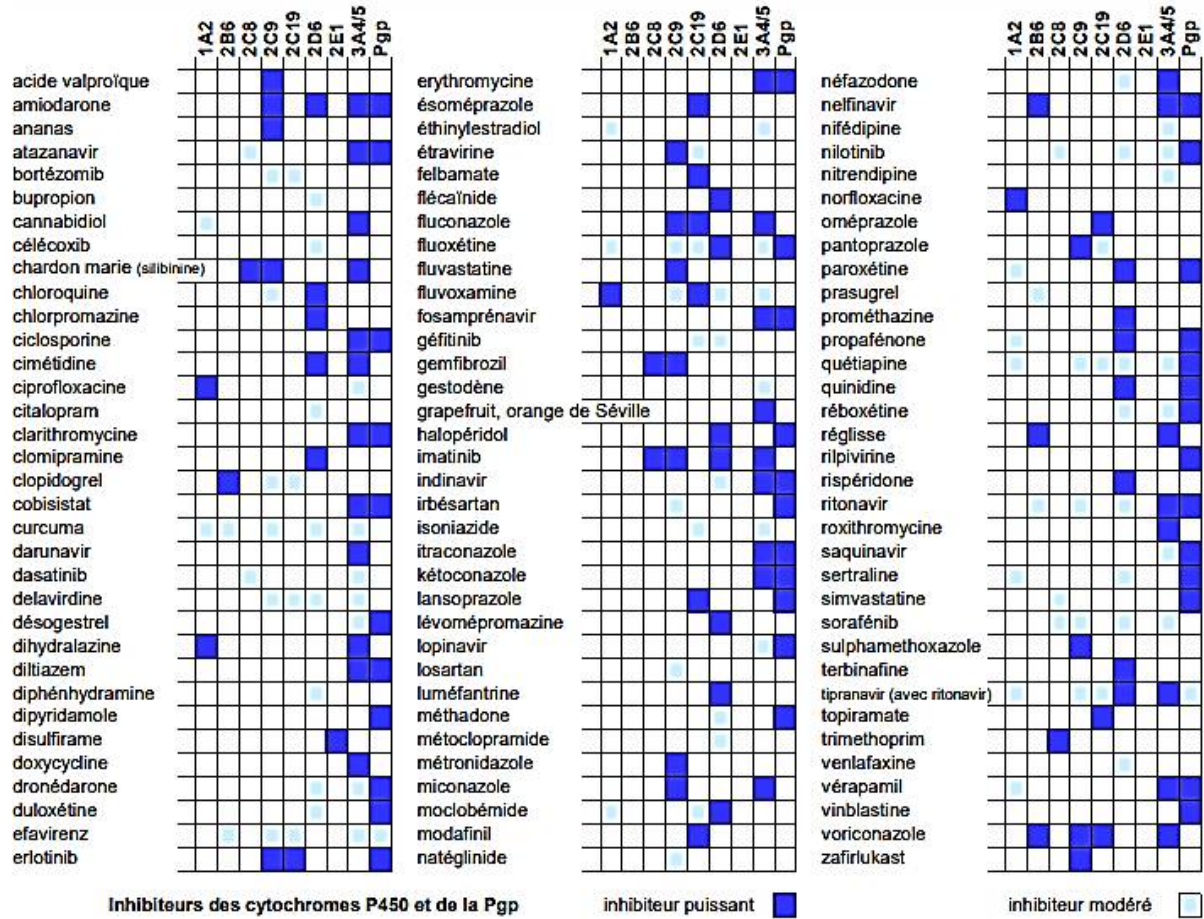 1A2 2B6 2C8 2C9 2C19 2D6 2E1 3A4/5 Pgp
acide valproïque
amiodarone
ananas
atazanavir
bortézomib
bupropion
cannabidiol
célécoxib
chardon marie (silibinine)
chloroquine
chlorpromazine
ciclosporine
cimétidine
ciprofloxacine
citalopram
clarithromycine
clomipramine
clopidogrel
cobisistat
curcuma
darunavir
dasatinib
delavirdine
désogestrel
dihydralazine
diltiazem
diphénhydramine
dipyridamole
disulfirame
doxycycline
dronédarone
duloxétine
efavirenz
erlotinib
1A2 2B6 2C8 2C9 2C19 2D6 2E1 3A4/5 Pgp
erythromycine
ésoméprazole
éthinylestradiol
étravirine
felbamate
flécaïnide
fluconazole
fluoxétine
fluvastatine
fluvoxamine
fosamprénavir
géfitinib
gemfibrozil
gestodène
grapefruit, orange de Séville
halopéridol
imatinib
indinavir
irbésartan
isoniazide
itraconazole
kétoconazole
lansoprazole
lévomépromazine
lopinavir
losartan
luméfantrine
méthadone
métoclopramide
métronidazole
miconazole
moclobémide
modafinil
natéglinide
1A2 2B6 2C8 2C9 2C19 2D6 2E1 3A4/5 Pgp
néfazodone
nelfinavir
nifédipine
nilotinib
nitrendipine
norfloxacine
oméprazole
pantoprazole
paroxétine
prasugrel
prométhazine
propafénone
quétiapine
quinidine
réboxétine
réglisse
rilpivirine
rispéridone
ritonavir
roxithromycine
saquinavir
sertraline
simvastatine
sorafénib
sulphamethoxazole
terbinafine
tipranavir (avec ritonavir)
topiramate
trimethoprim
venlafaxine
vérapamil
vinblastine
voriconazole
zafirlukast
Inhibiteurs des cytochromes P450 et de la Pgp
inhibiteur puissant
inhibiteur modéré